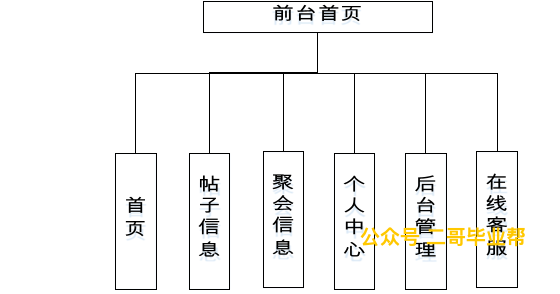 前台首页
首页
帖子信息
聚会信息
个人中心
后台管理
在线客服
公众号 二哥毕业帮